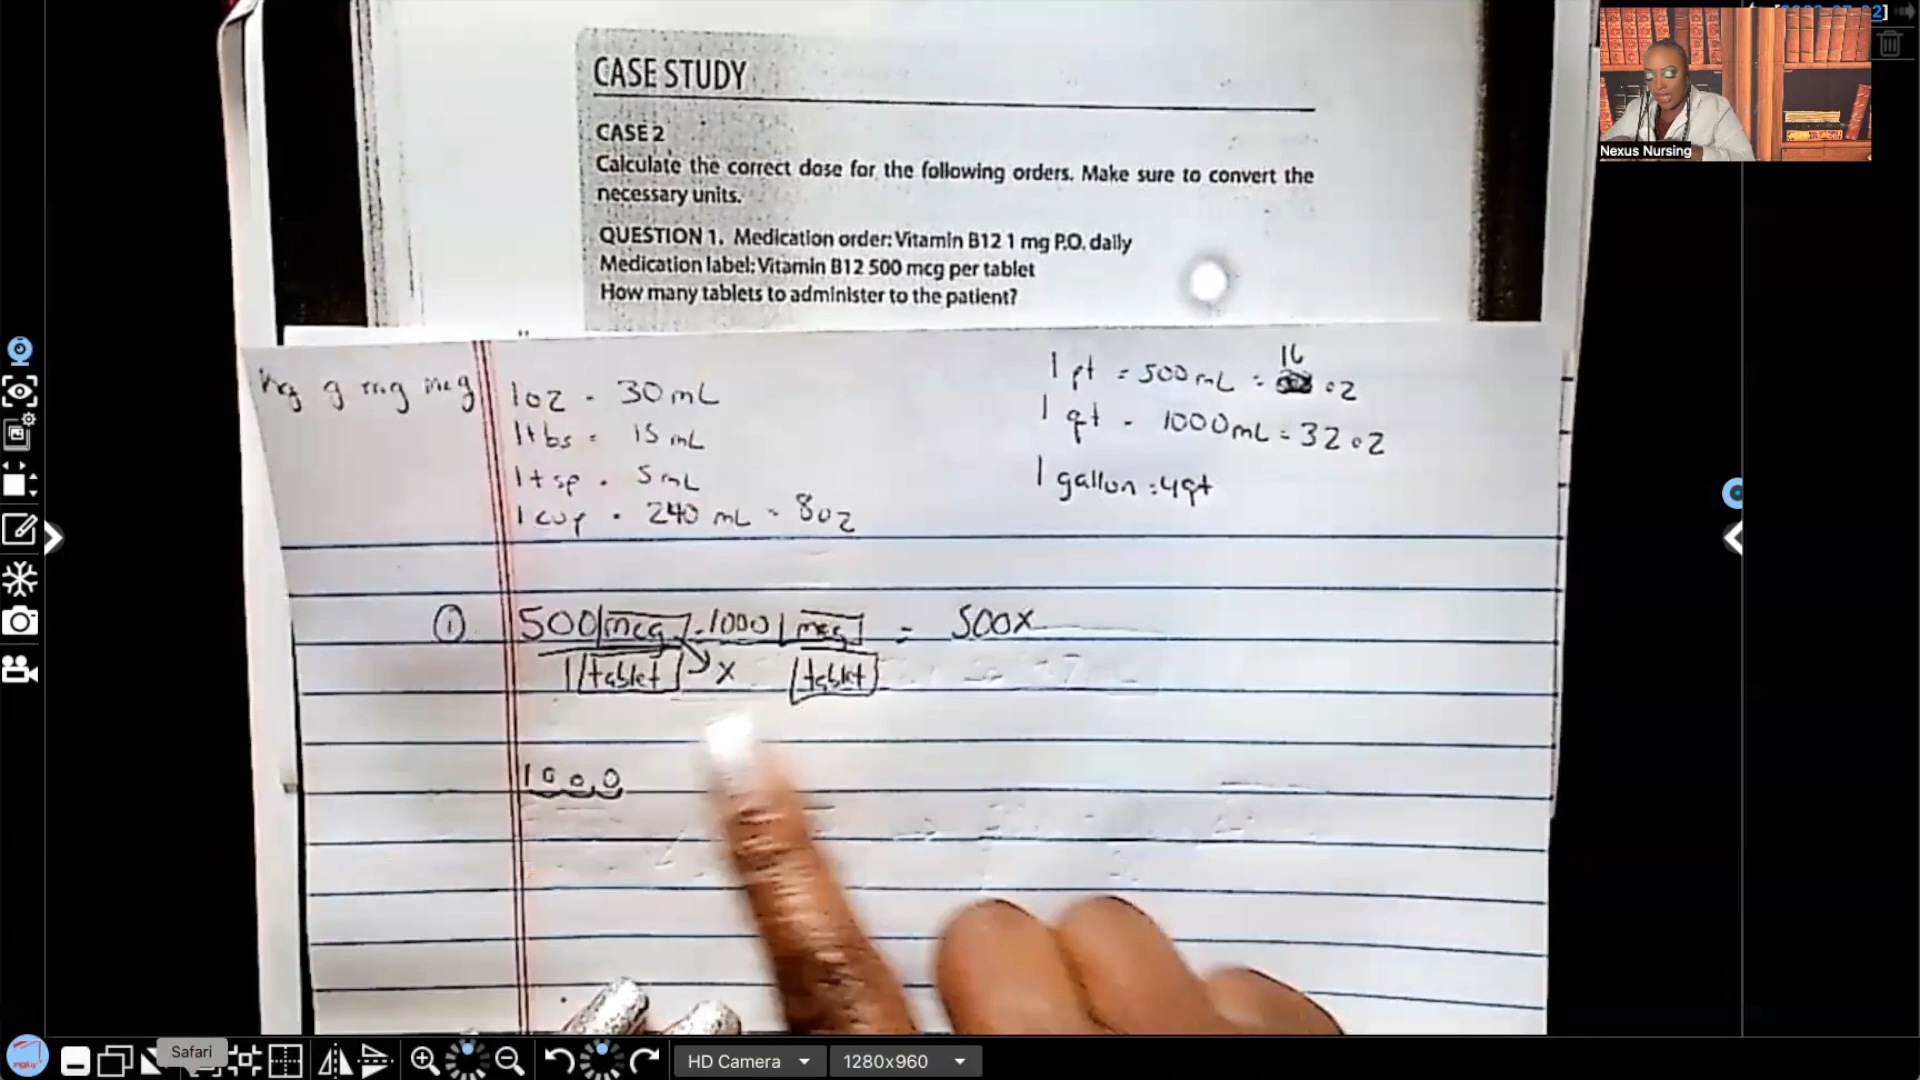 CASE STUDY
CASE 2
Calculate the correct dose for the following orders. Make sure to convert the
necessary units.
QUESTION 1. Medication order: Vitamin B12 1 mg P.O. daily
Medication label: Vitamin B12 500 mcg per tablet
How many tablets to administer to the patient?
Nexus Nursing
kg g mg mcg
1 oz = 30 mL
1 tbs = 15 mL
1 tsp = 5 mL
1 cup = 240 mL = 8 oz
1 pt = 500 mL = 16 oz
1 qt = 1000 mL = 32 oz
1 gallon = 4 qt
① 500 mcg = 1000 mcg = 500x
1 tablet x tablet
1000
Safari
HD Camera
1280x960